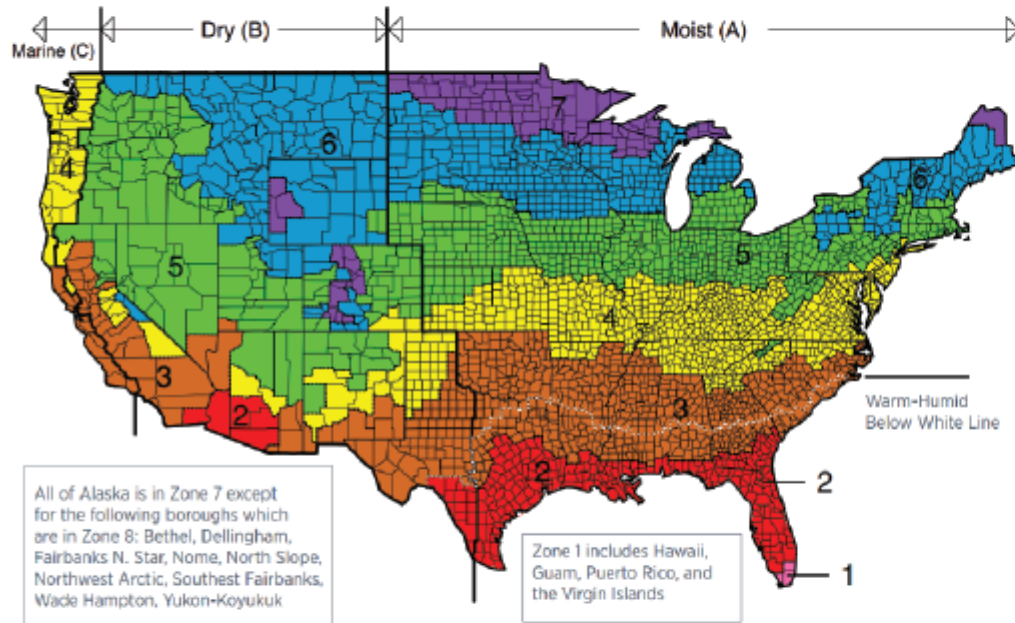 Marine (C)
Dry (B)
Moist (A)
7
6
6
4
5
5
4
3
3
2
2
Warm-Humid
Below White Line
2
1
All of Alaska is in Zone 7 except
for the following boroughs which
are in Zone 8: Bethel, Dellingham,
Fairbanks N. Star, Nome, North Slope,
Northwest Arctic, Southest Fairbanks,
Wade Hampton, Yukon-Koyukuk
Zone 1 includes Hawaii,
Guam, Puerto Rico, and
the Virgin Islands